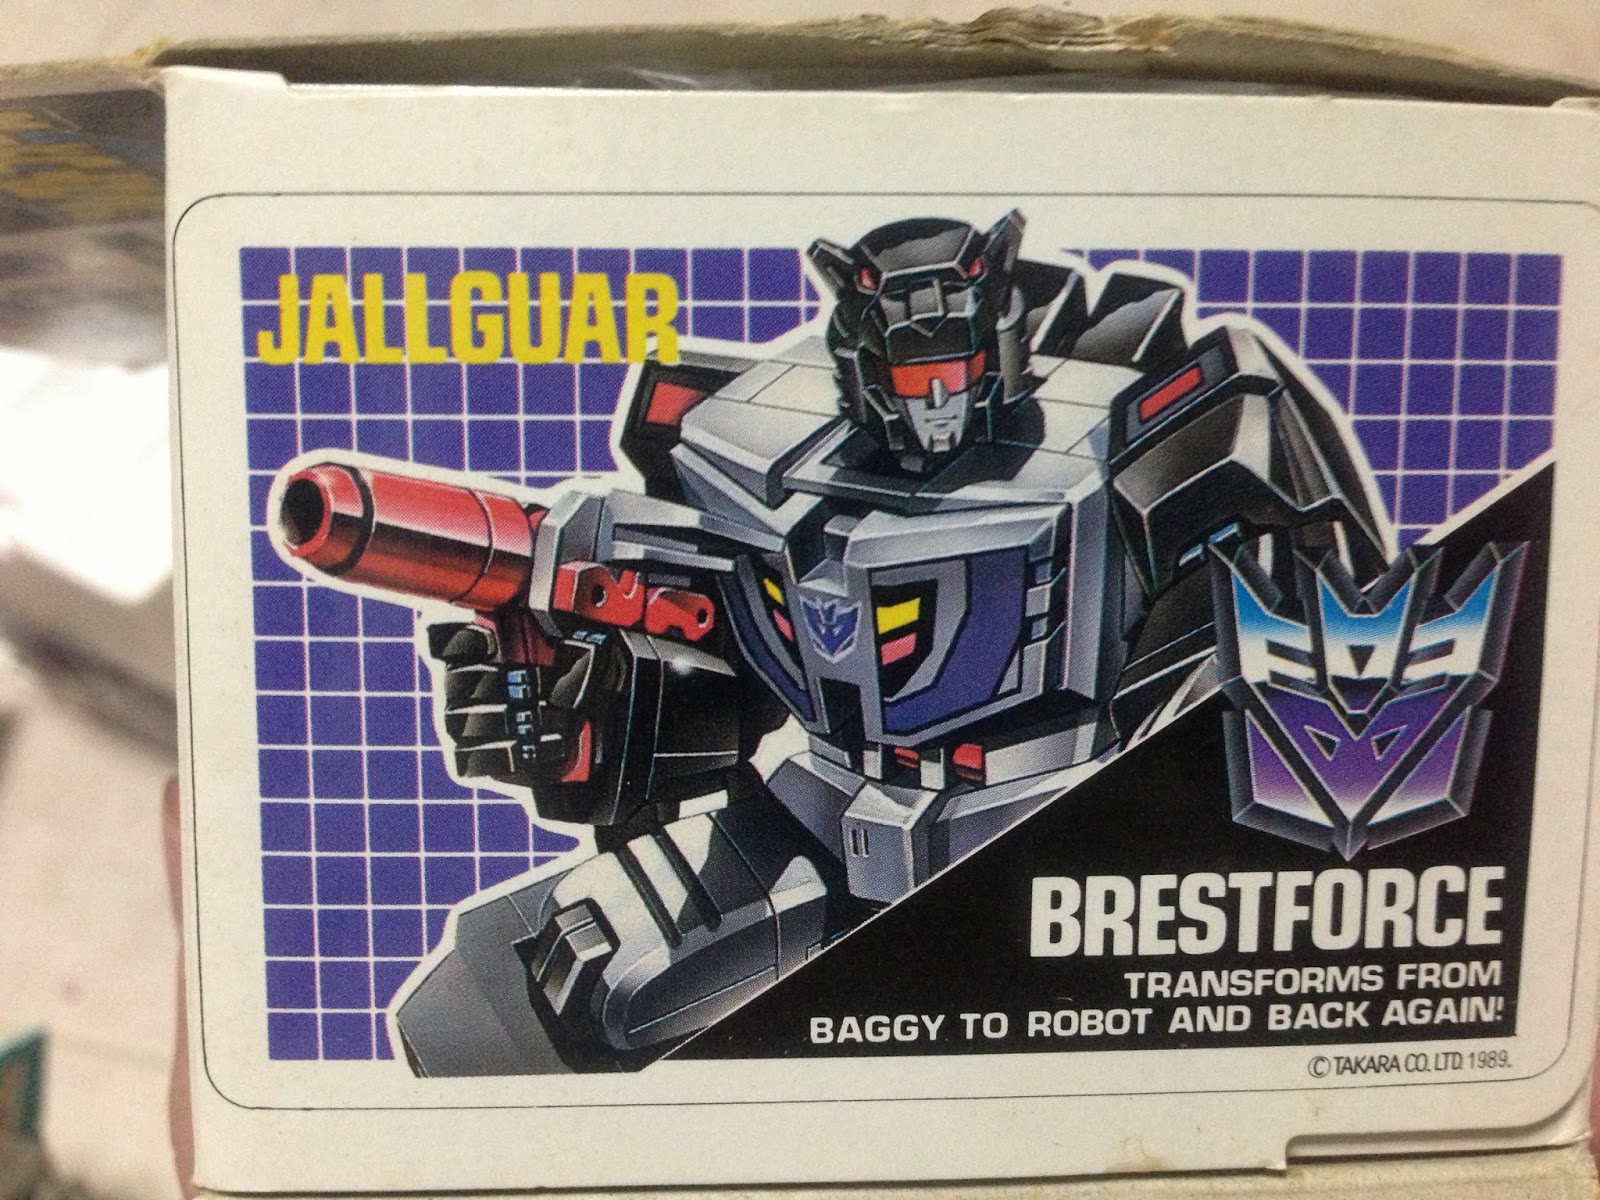 JALLGUAR
BRESTFORCE
TRANSFORMS FROM
BAGGY TO ROBOT AND BACK AGAIN!
©TAKARA CO. LTD. 1989.